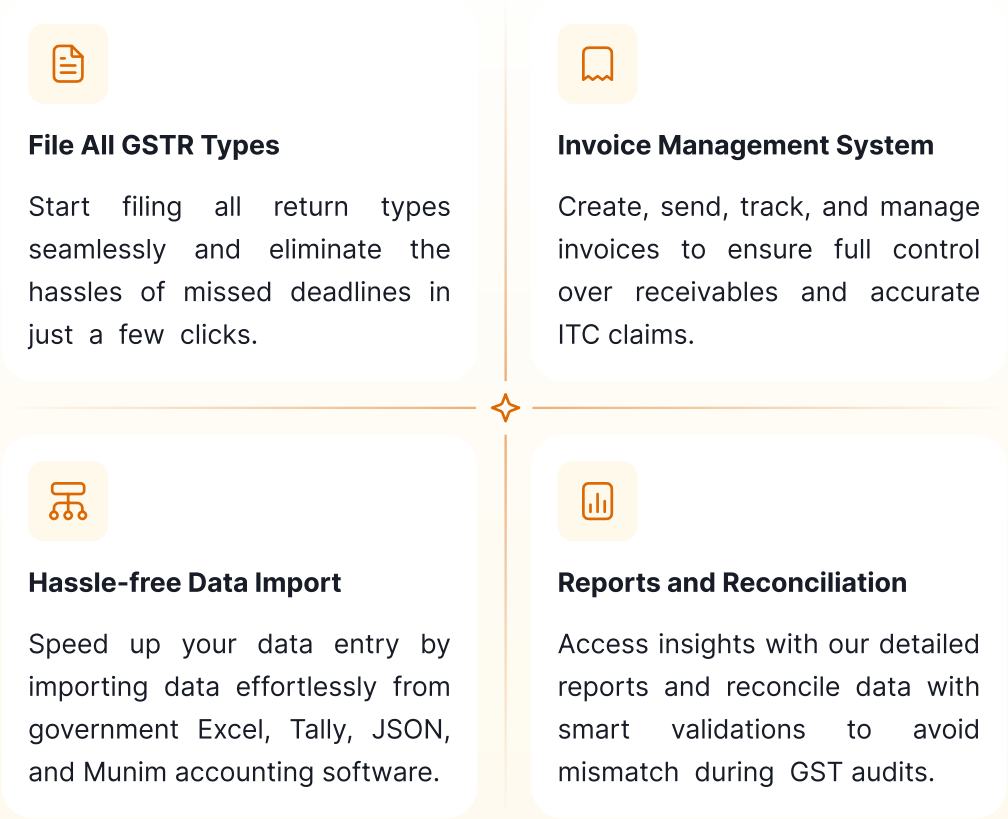 File All GSTR Types
Start filing all return types
seamlessly and eliminate the
hassles of missed deadlines in
just a few clicks.
Invoice Management System
Create, send, track, and manage
invoices to ensure full control
over receivables and accurate
ITC claims.
Hassle-free Data Import
Speed up your data entry by
importing data effortlessly from
government Excel, Tally, JSON,
and Munim accounting software.
Reports and Reconciliation
Access insights with our detailed
reports and reconcile data with
smart validations to avoid
mismatch during GST audits.